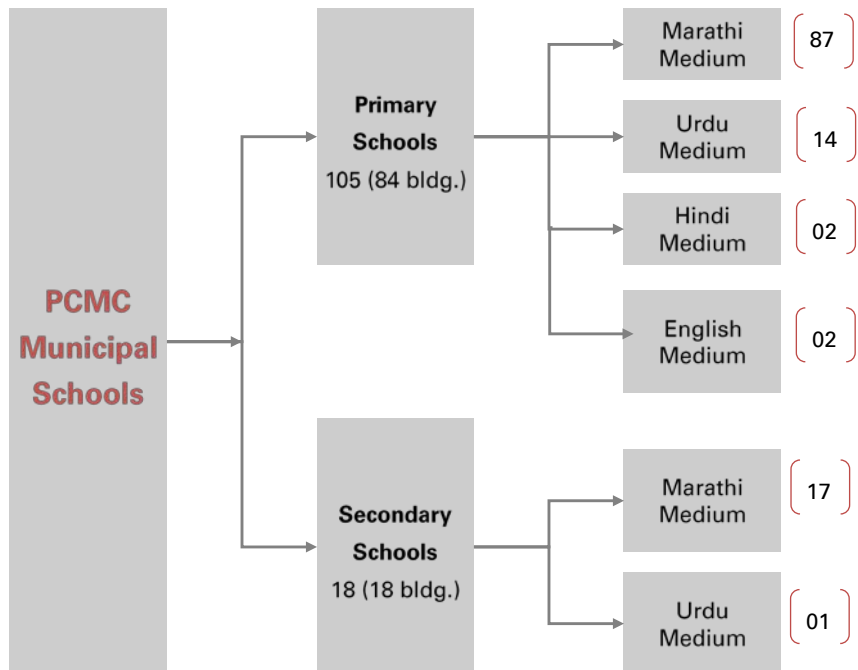 PCMC
Municipal
Schools
Primary
Schools
105 (84 bldg.)
Marathi
Medium
87
Urdu
Medium
14
Hindi
Medium
02
English
Medium
02
Secondary
Schools
18 (18 bldg.)
Marathi
Medium
17
Urdu
Medium
01